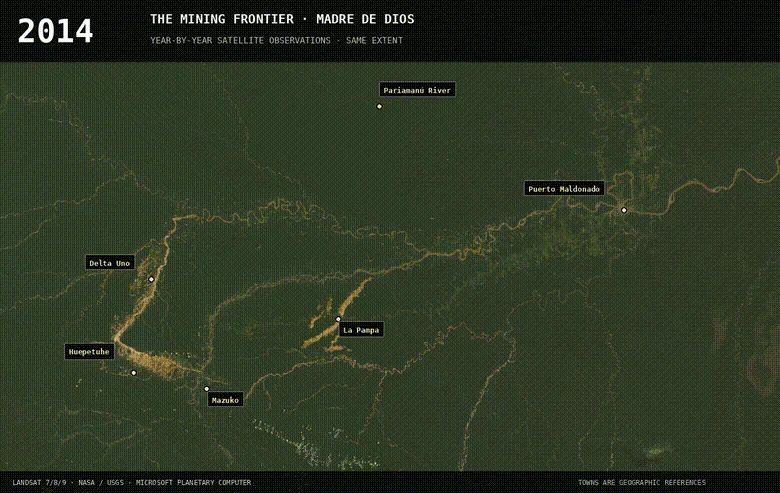 2014
THE MINING FRONTIER · MADRE DE DIOS
YEAR-BY-YEAR SATELLITE OBSERVATIONS · SAME EXTENT
Pariamanú River
Puerto Maldonado
Delta Uno
La Pampa
Huepetuhe
Mazuko
LANDSAT 7/8/9 · NASA / USGS · MICROSOFT PLANETARY COMPUTER
TOWNS ARE GEOGRAPHIC REFERENCES